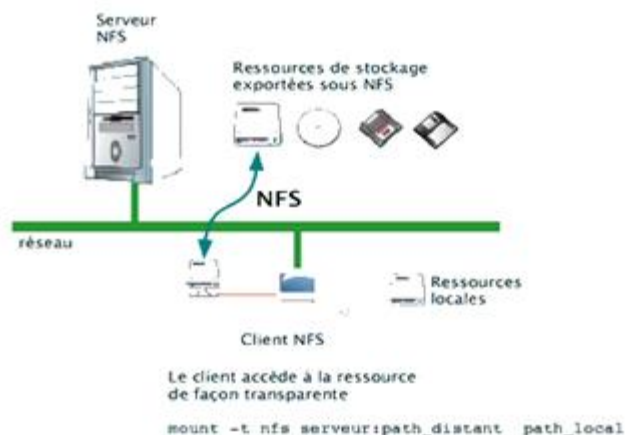 Serveur
NFS
Ressources de stockage
exportées sous NFS
NFS
réseau
Ressources
locales
Client NFS
Le client accède à la ressource
de façon transparente
mount -t nfs serveur:path_distant path_local